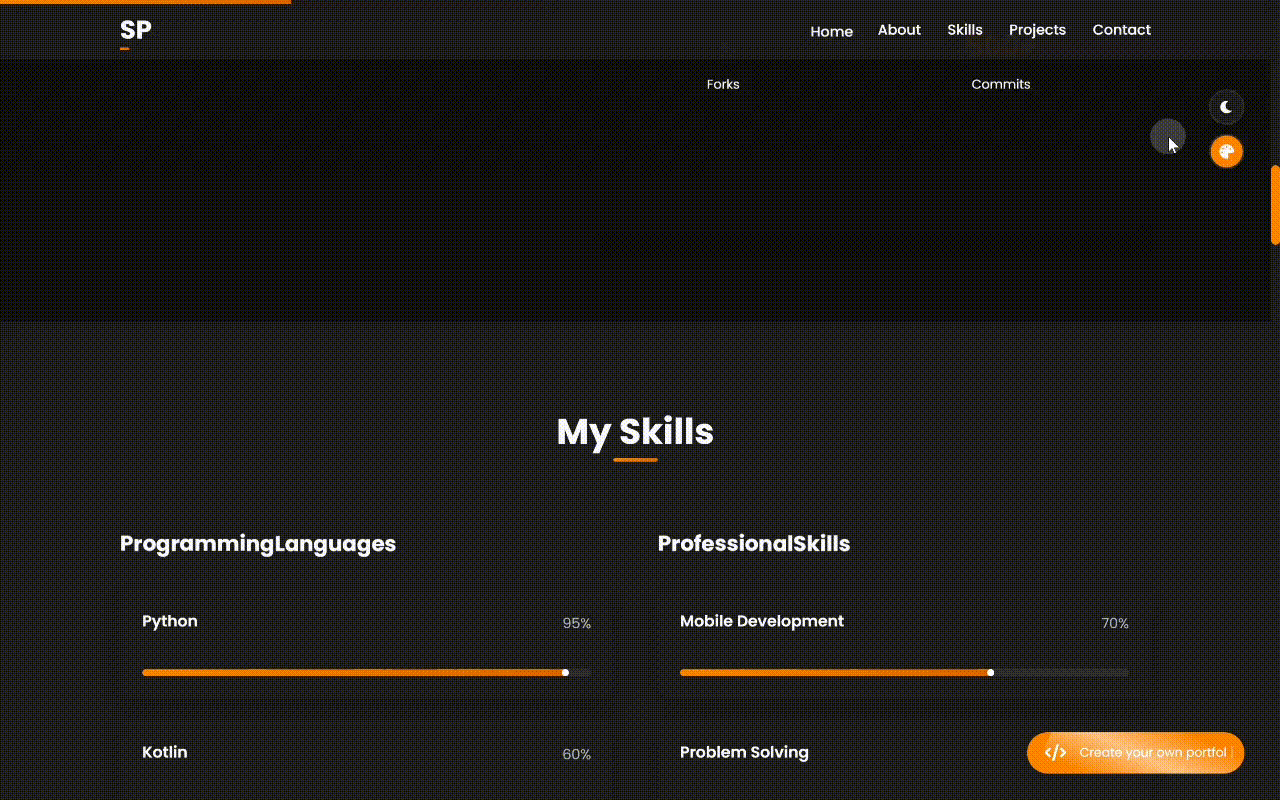 SP
Home About Skills Projects Contact
Forks Commits
My Skills
ProgrammingLanguages
ProfessionalSkills
Python 95%
Mobile Development 70%
Kotlin 60%
Problem Solving
</> Create your own portfol